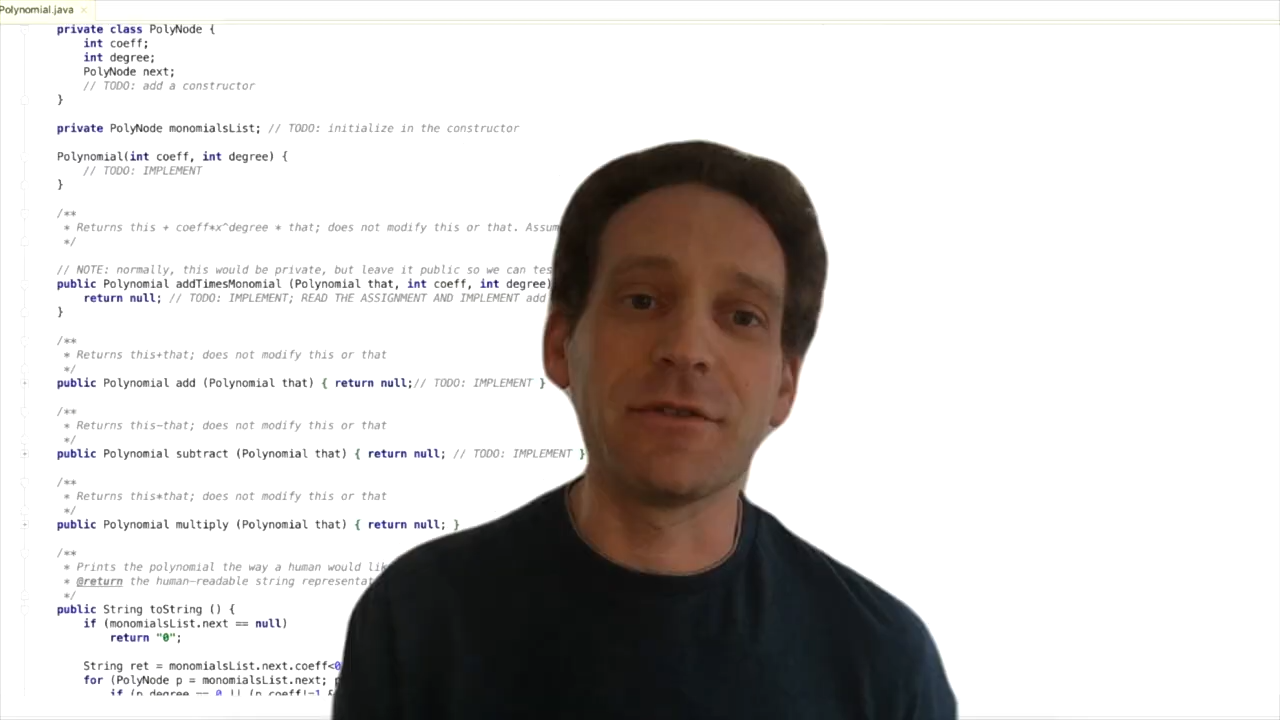 Polynomial.java ×
private class PolyNode {
int coeff;
int degree;
PolyNode next;
// TODO: add a constructor
}
private PolyNode monomialsList; // TODO: initialize in the constructor
Polynomial(int coeff, int degree) {
// TODO: IMPLEMENT
}
/**
* Returns this + coeff*x^degree * that; does not modify this or that.
*/
// NOTE: normally, this would be private, but leave it public so we can
public Polynomial addTimesMonomial (Polynomial that, int coeff, int degree)
return null; // TODO: IMPLEMENT; READ THE ASSIGNMENT AND IMPLEMENT add
}
/**
* Returns this+that; does not modify this or that
*/
public Polynomial add (Polynomial that) { return null;// TODO: IMPLEMENT }
/**
* Returns this-that; does not modify this or that
*/
public Polynomial subtract (Polynomial that) { return null; // TODO: IMPLEMENT }
/**
* Returns this*that; does not modify this or that
*/
public Polynomial multiply (Polynomial that) { return null; }
/**
* Prints the polynomial the way a human would
* @return the human-readable string
*/
public String toString () {
if (monomialsList.next == null)
return "0";
String ret = monomialsList.next.coeff<0
for (PolyNode p = monomialsList.next;
if (p.degree == 0 || (p.coeff!=1 &